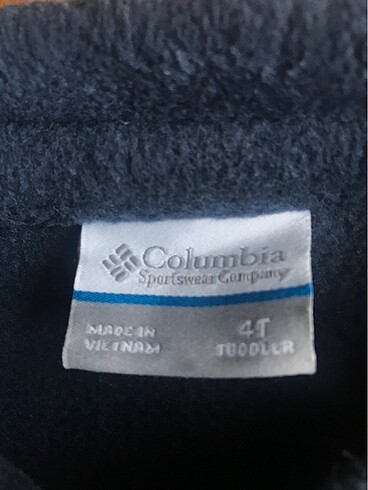 Columbia
Sportswear Company
MADE IN
VIETNAM
4T
TODDLER